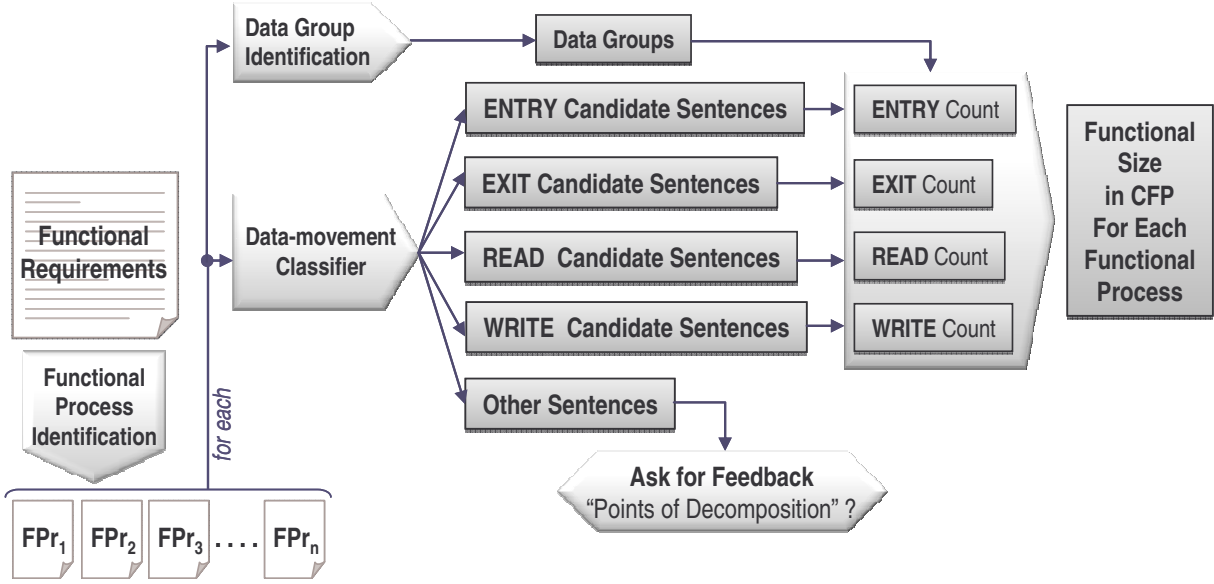 Data Group
Identification
Data Groups
ENTRY Candidate Sentences
ENTRY Count
EXIT Candidate Sentences
EXIT Count
READ Candidate Sentences
READ Count
WRITE Candidate Sentences
WRITE Count
Other Sentences
Data-movement
Classifier
Functional
Size
in CFP
For Each
Functional
Process
Functional
Requirements
Functional
Process
Identification
for each
Ask for Feedback
“Points of Decomposition” ?
FPr1 FPr2 FPr3 .... FPrn